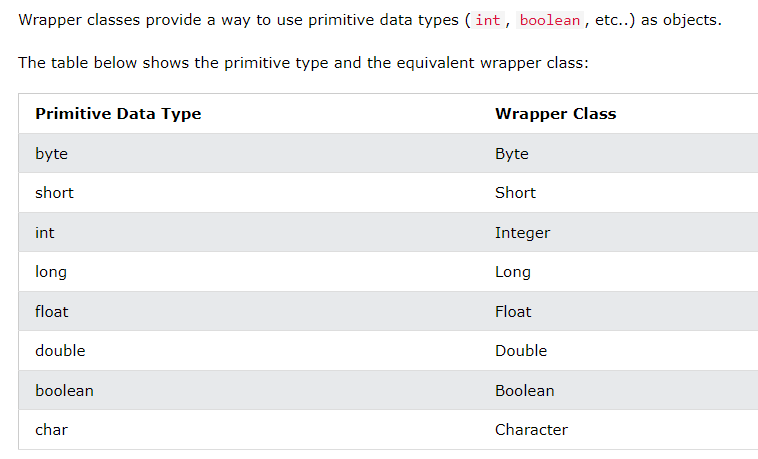 Wrapper classes provide a way to use primitive data types ( int , boolean , etc..) as objects.
The table below shows the primitive type and the equivalent wrapper class:
Primitive Data Type Wrapper Class
byte Byte
short Short
int Integer
long Long
float Float
double Double
boolean Boolean
char Character